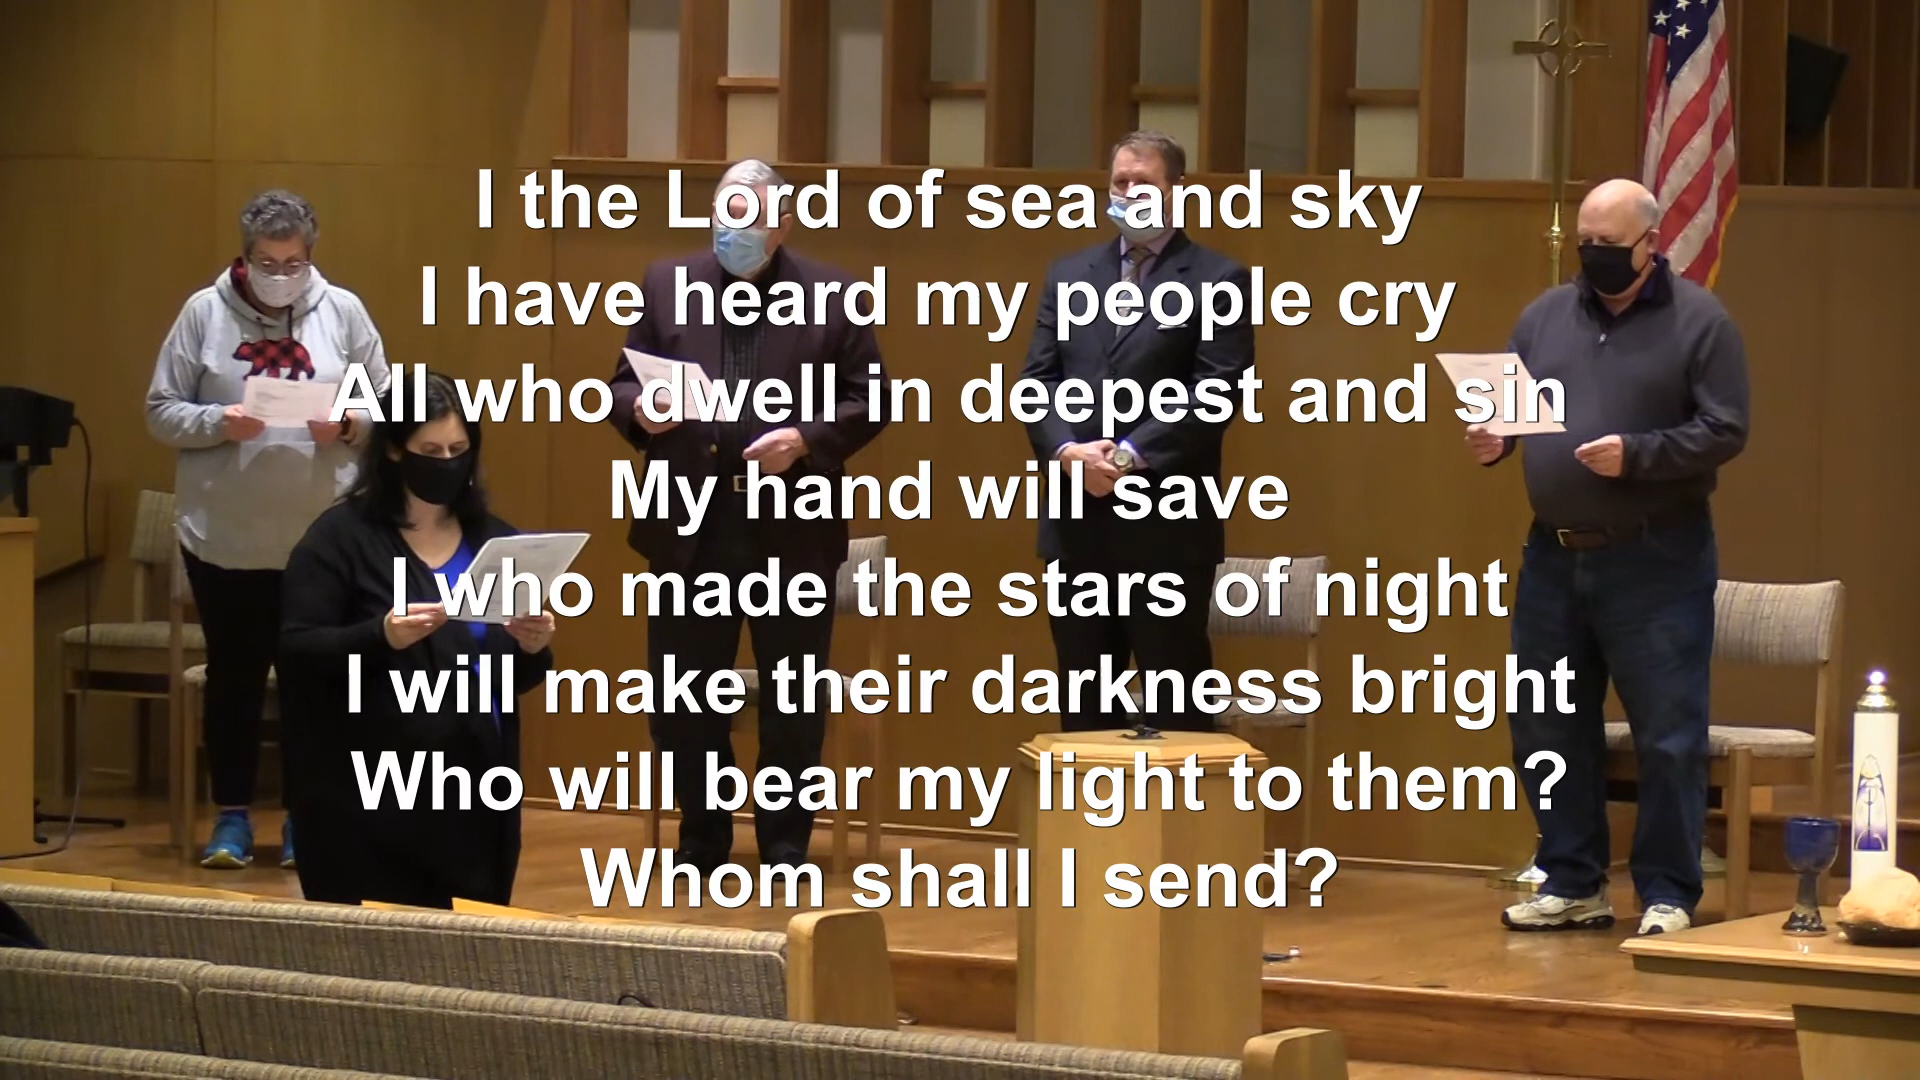 I the Lord of sea and sky
I have heard my people cry
All who dwell in deepest and sin
My hand will save
I who made the stars of night
I will make their darkness bright
Who will bear my light to them?
Whom shall I send?